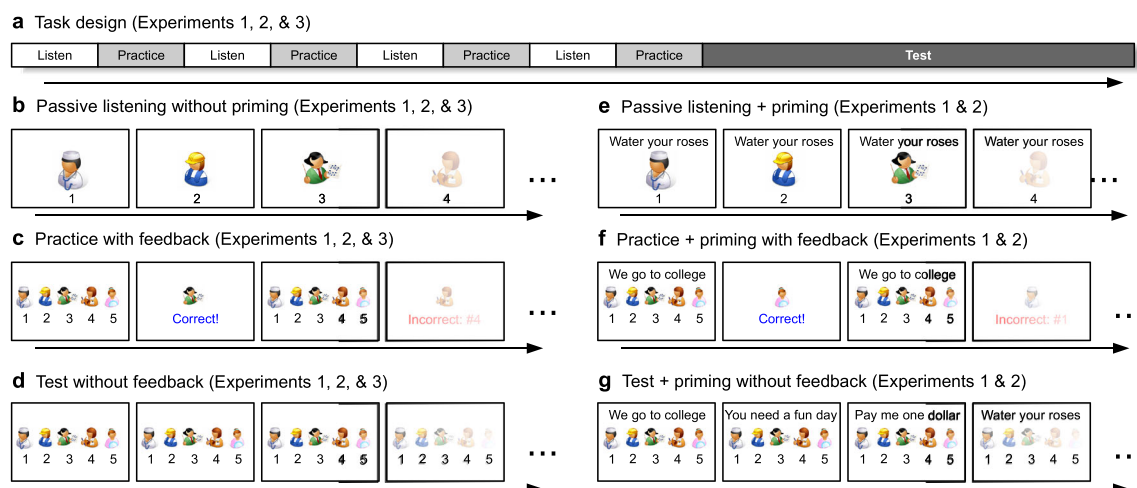 a Task design (Experiments 1, 2, & 3)
Listen Practice Listen Practice Listen Practice Listen Practice Test
b Passive listening without priming (Experiments 1, 2, & 3)
1 2 3 4 ...
e Passive listening + priming (Experiments 1 & 2)
Water your roses Water your roses Water your roses Water your roses
1 2 3 4 ...
c Practice with feedback (Experiments 1, 2, & 3)
1 2 3 4 5 Correct! 1 2 3 4 5 Incorrect: #4 ...
f Practice + priming with feedback (Experiments 1 & 2)
We go to college We go to college
1 2 3 4 5 Correct! 1 2 3 4 5 Incorrect: #1 ..
d Test without feedback (Experiments 1, 2, & 3)
1 2 3 4 5 1 2 3 4 5 1 2 3 4 5 1 2 3 4 5 ...
g Test + priming without feedback (Experiments 1 & 2)
We go to college You need a fun day Pay me one dollar Water your roses
1 2 3 4 5 1 2 3 4 5 1 2 3 4 5 1 2 3 4 5 ..